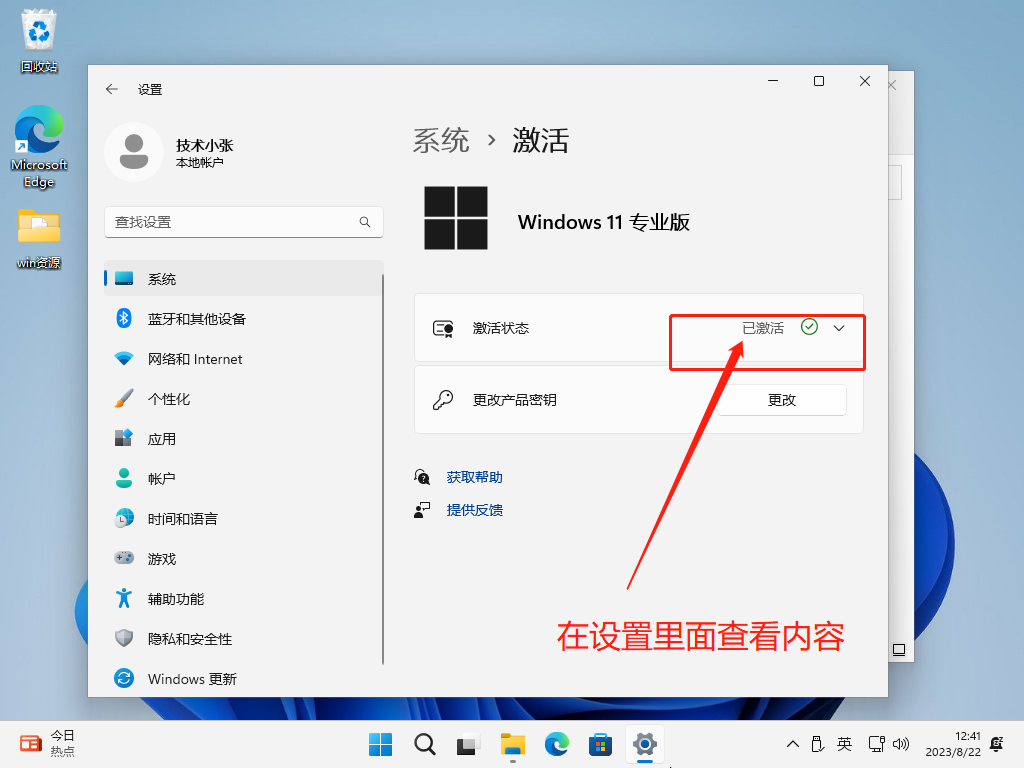 回收站
Microsoft
Edge
win资源
设置
技术小张
本地帐户
查找设置
系统
蓝牙和其他设备
网络和 Internet
个性化
应用
帐户
时间和语言
游戏
辅助功能
隐私和安全性
Windows 更新
系统 › 激活
Windows 11 专业版
激活状态
已激活
更改产品密钥
更改
获取帮助
提供反馈
在设置里面查看内容
今日
热点
英
12:41
2023/8/22